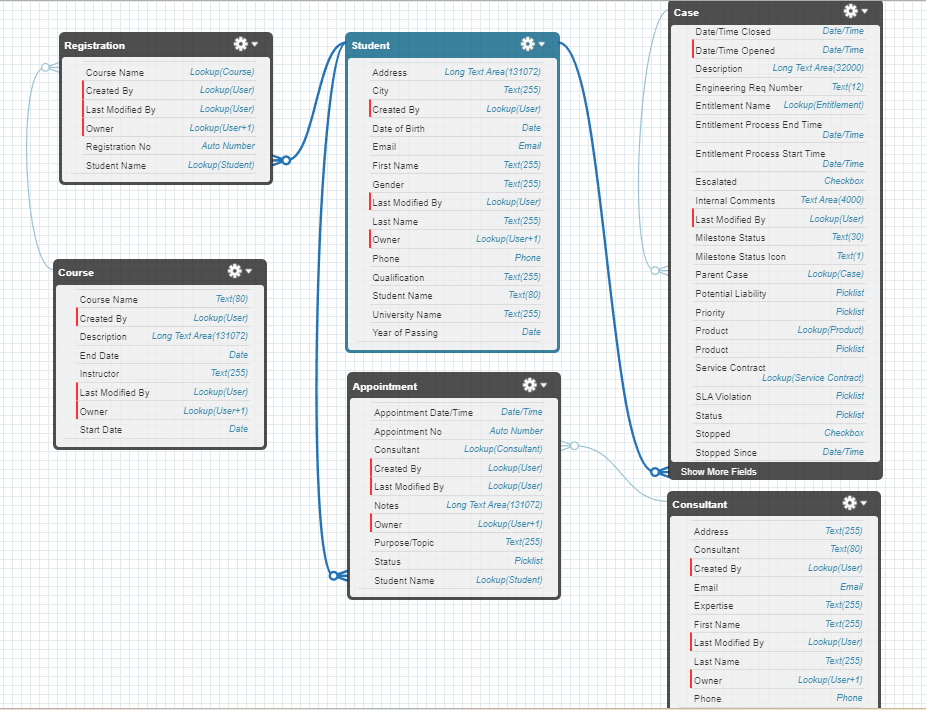 Registration
Course Name Lookup(Course)
Created By Lookup(User)
Last Modified By Lookup(User)
Owner Lookup(User+1)
Registration No Auto Number
Student Name Lookup(Student)
Course
Course Name Text(80)
Created By Lookup(User)
Description Long Text Area(131072)
End Date Date
Instructor Text(255)
Last Modified By Lookup(User)
Owner Lookup(User+1)
Start Date Date
Student
Address Long Text Area(131072)
City Text(255)
Created By Lookup(User)
Date of Birth Date
Email Email
First Name Text(255)
Gender Text(255)
Last Modified By Lookup(User)
Last Name Text(255)
Owner Lookup(User+1)
Phone Phone
Qualification Text(255)
Student Name Text(80)
University Name Text(255)
Year of Passing Date
Appointment
Appointment Date/Time Date/Time
Appointment No Auto Number
Consultant Lookup(Consultant)
Created By Lookup(User)
Last Modified By Lookup(User)
Notes Long Text Area(131072)
Owner Lookup(User+1)
Purpose/Topic Text(255)
Status Picklist
Student Name Lookup(Student)
Case
Date/Time Closed Date/Time
Date/Time Opened Date/Time
Description Long Text Area(32000)
Engineering Req Number Text(12)
Entitlement Name Lookup(Entitlement)
Entitlement Process End Time
Date/Time
Entitlement Process Start Time
Date/Time
Escalated Checkbox
Internal Comments Text Area(4000)
Last Modified By Lookup(User)
Milestone Status Text(30)
Milestone Status Icon Text(1)
Parent Case Lookup(Case)
Potential Liability Picklist
Priority Picklist
Product Lookup(Product)
Product Picklist
Service Contract
Lookup(Service Contract)
SLA Violation Picklist
Status Picklist
Stopped Checkbox
Stopped Since Date/Time
Show More Fields
Consultant
Address Text(255)
Consultant Text(80)
Created By Lookup(User)
Email Email
Expertise Text(255)
First Name Text(255)
Last Modified By Lookup(User)
Last Name Text(255)
Owner Lookup(User+1)
Phone Phone